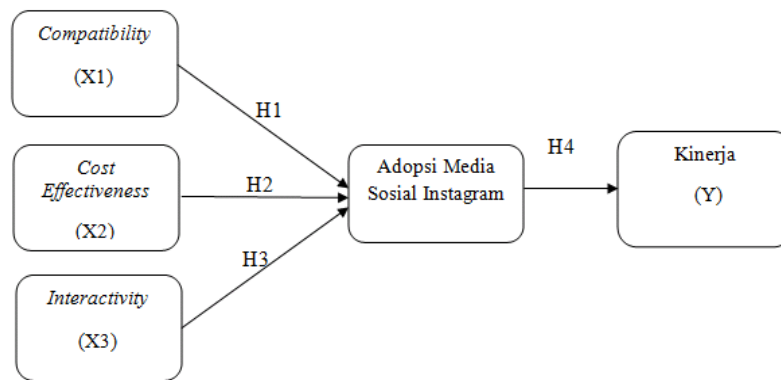 Compatibility
(X1)
H1
Cost
Effectiveness
(X2)
H2
Interactivity
(X3)
H3
Adopsi Media
Sosial Instagram
H4
Kinerja
(Y)